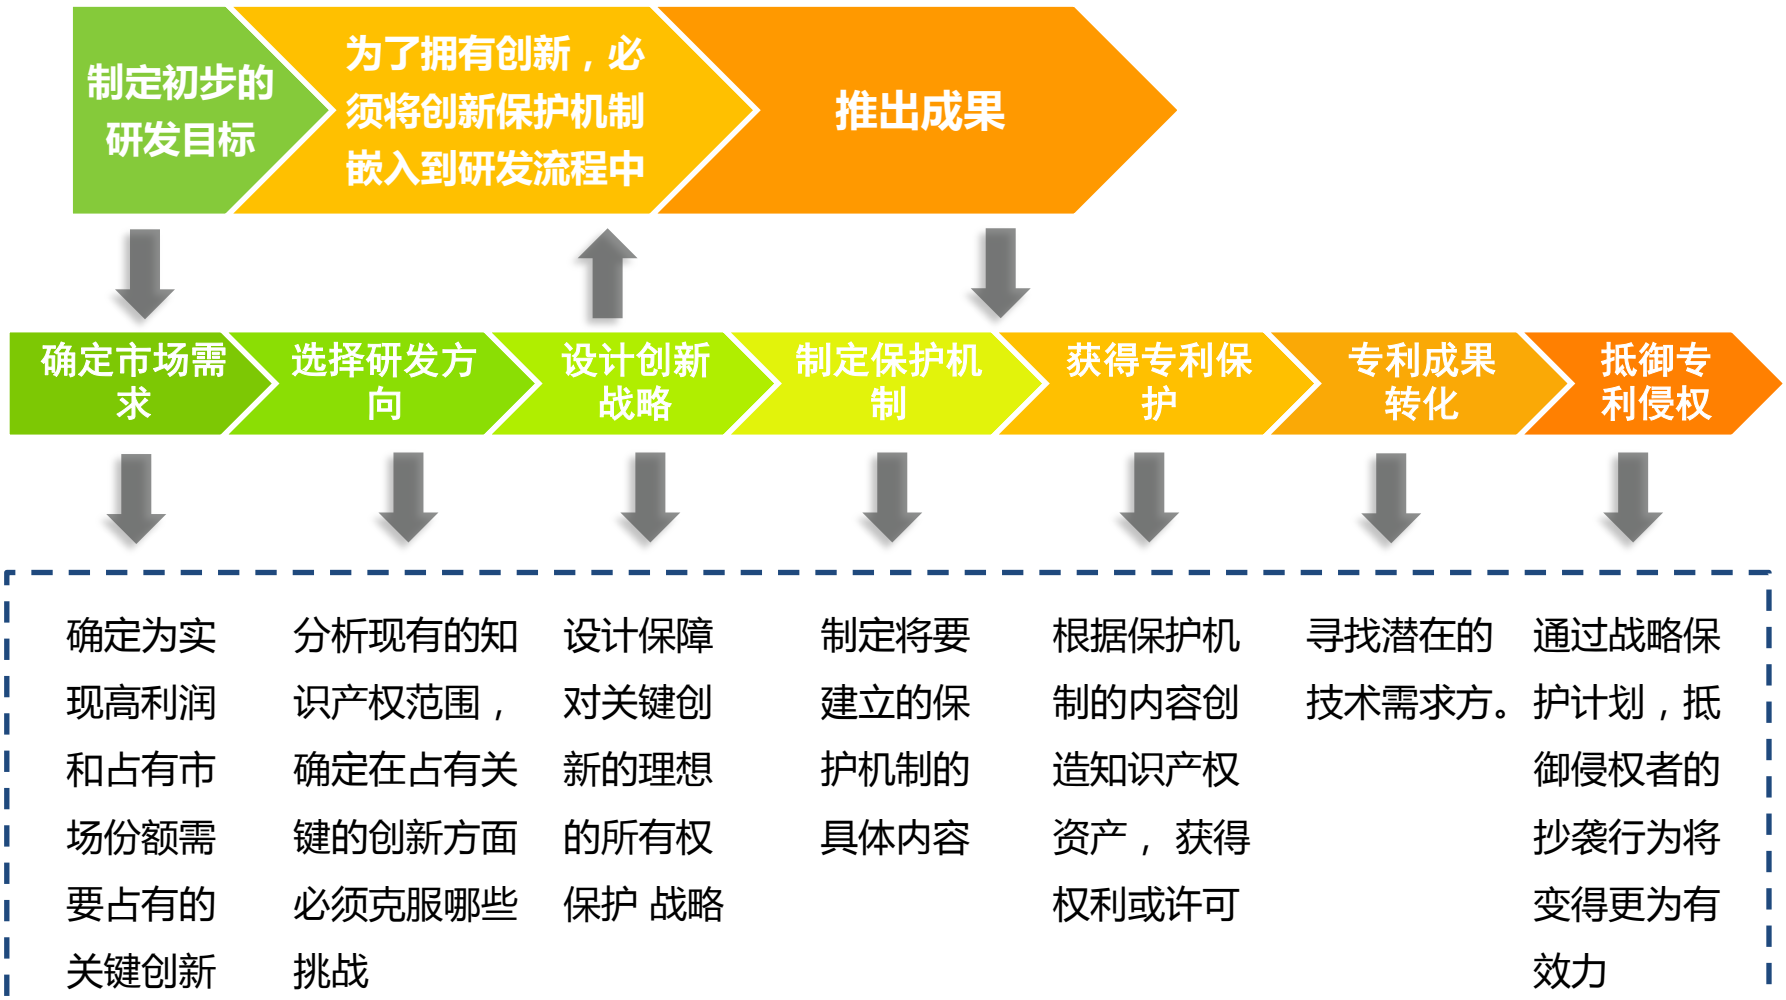 制定初步的
研发目标
为了拥有创新，必
须将创新保护机制
嵌入到研发流程中
推出成果
确定市场需
求
选择研发方
向
设计创新
战略
制定保护机
制
获得专利保
护
专利成果
转化
抵御专
利侵权
确定为实
现高利润
和占有市
场份额需
要占有的
关键创新
分析现有的知
识产权范围，
确定在占有关
键的创新方面
必须克服哪些
挑战
设计保障
对关键创
新的理想
的所有权
保护 战略
制定将要
建立的保
护机制的
具体内容
根据保护机
制的内容创
造知识产权
资产， 获得
权利或许可
寻找潜在的
技术需求方。
通过战略保
护计划，抵
御侵权者的
抄袭行为将
变得更为有
效力